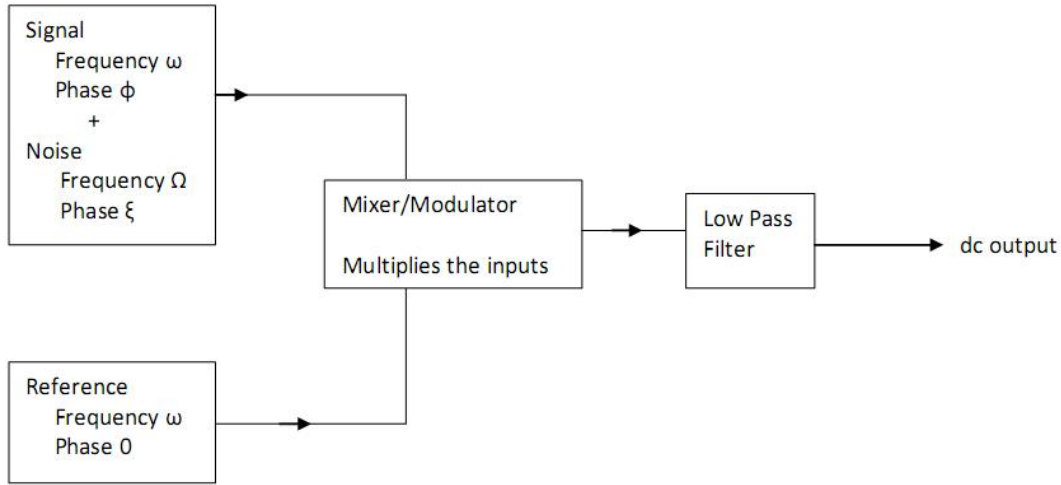 Signal
Frequency ω
Phase ϕ
+
Noise
Frequency Ω
Phase ξ
Mixer/Modulator
Multiplies the inputs
Low Pass
Filter
dc output
Reference
Frequency ω
Phase 0